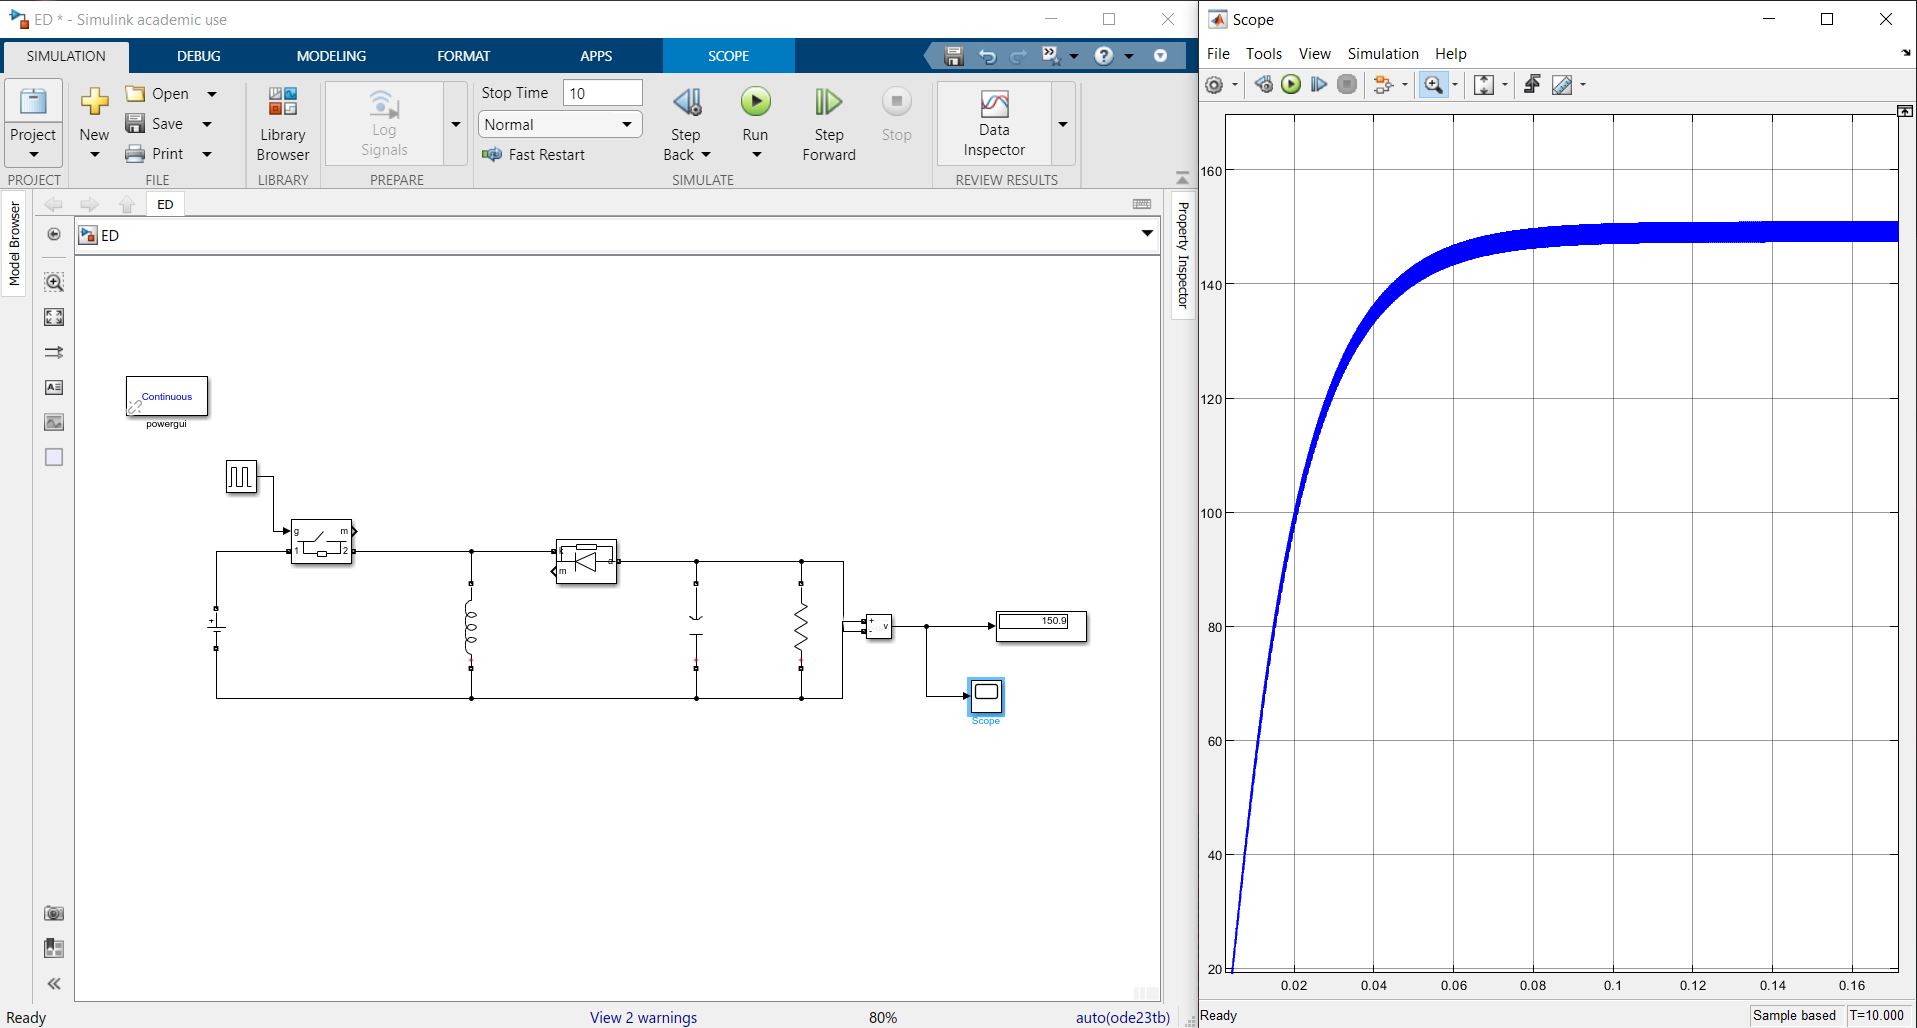 ED * - Simulink academic use
SIMULATION DEBUG MODELING FORMAT APPS SCOPE
Project
PROJECT
New
Open
Save
Print
FILE
Library
Browser
LIBRARY
Log
Signals
PREPARE
Stop Time 10
Normal
Fast Restart
Step
Back
Run
Step
Forward
Stop
SIMULATE
Data
Inspector
REVIEW RESULTS
Model Browser
ED
ED
Property Inspector
Continuous
powergui
g m
1 2
+
k
a
m
+
-
v
150.9
Scope
Ready
View 2 warnings
80%
auto(ode23tb)
Scope
File Tools View Simulation Help
160
140
120
100
80
60
40
20
0.02 0.04 0.06 0.08 0.1 0.12 0.14 0.16
Ready
Sample based
T=10.000